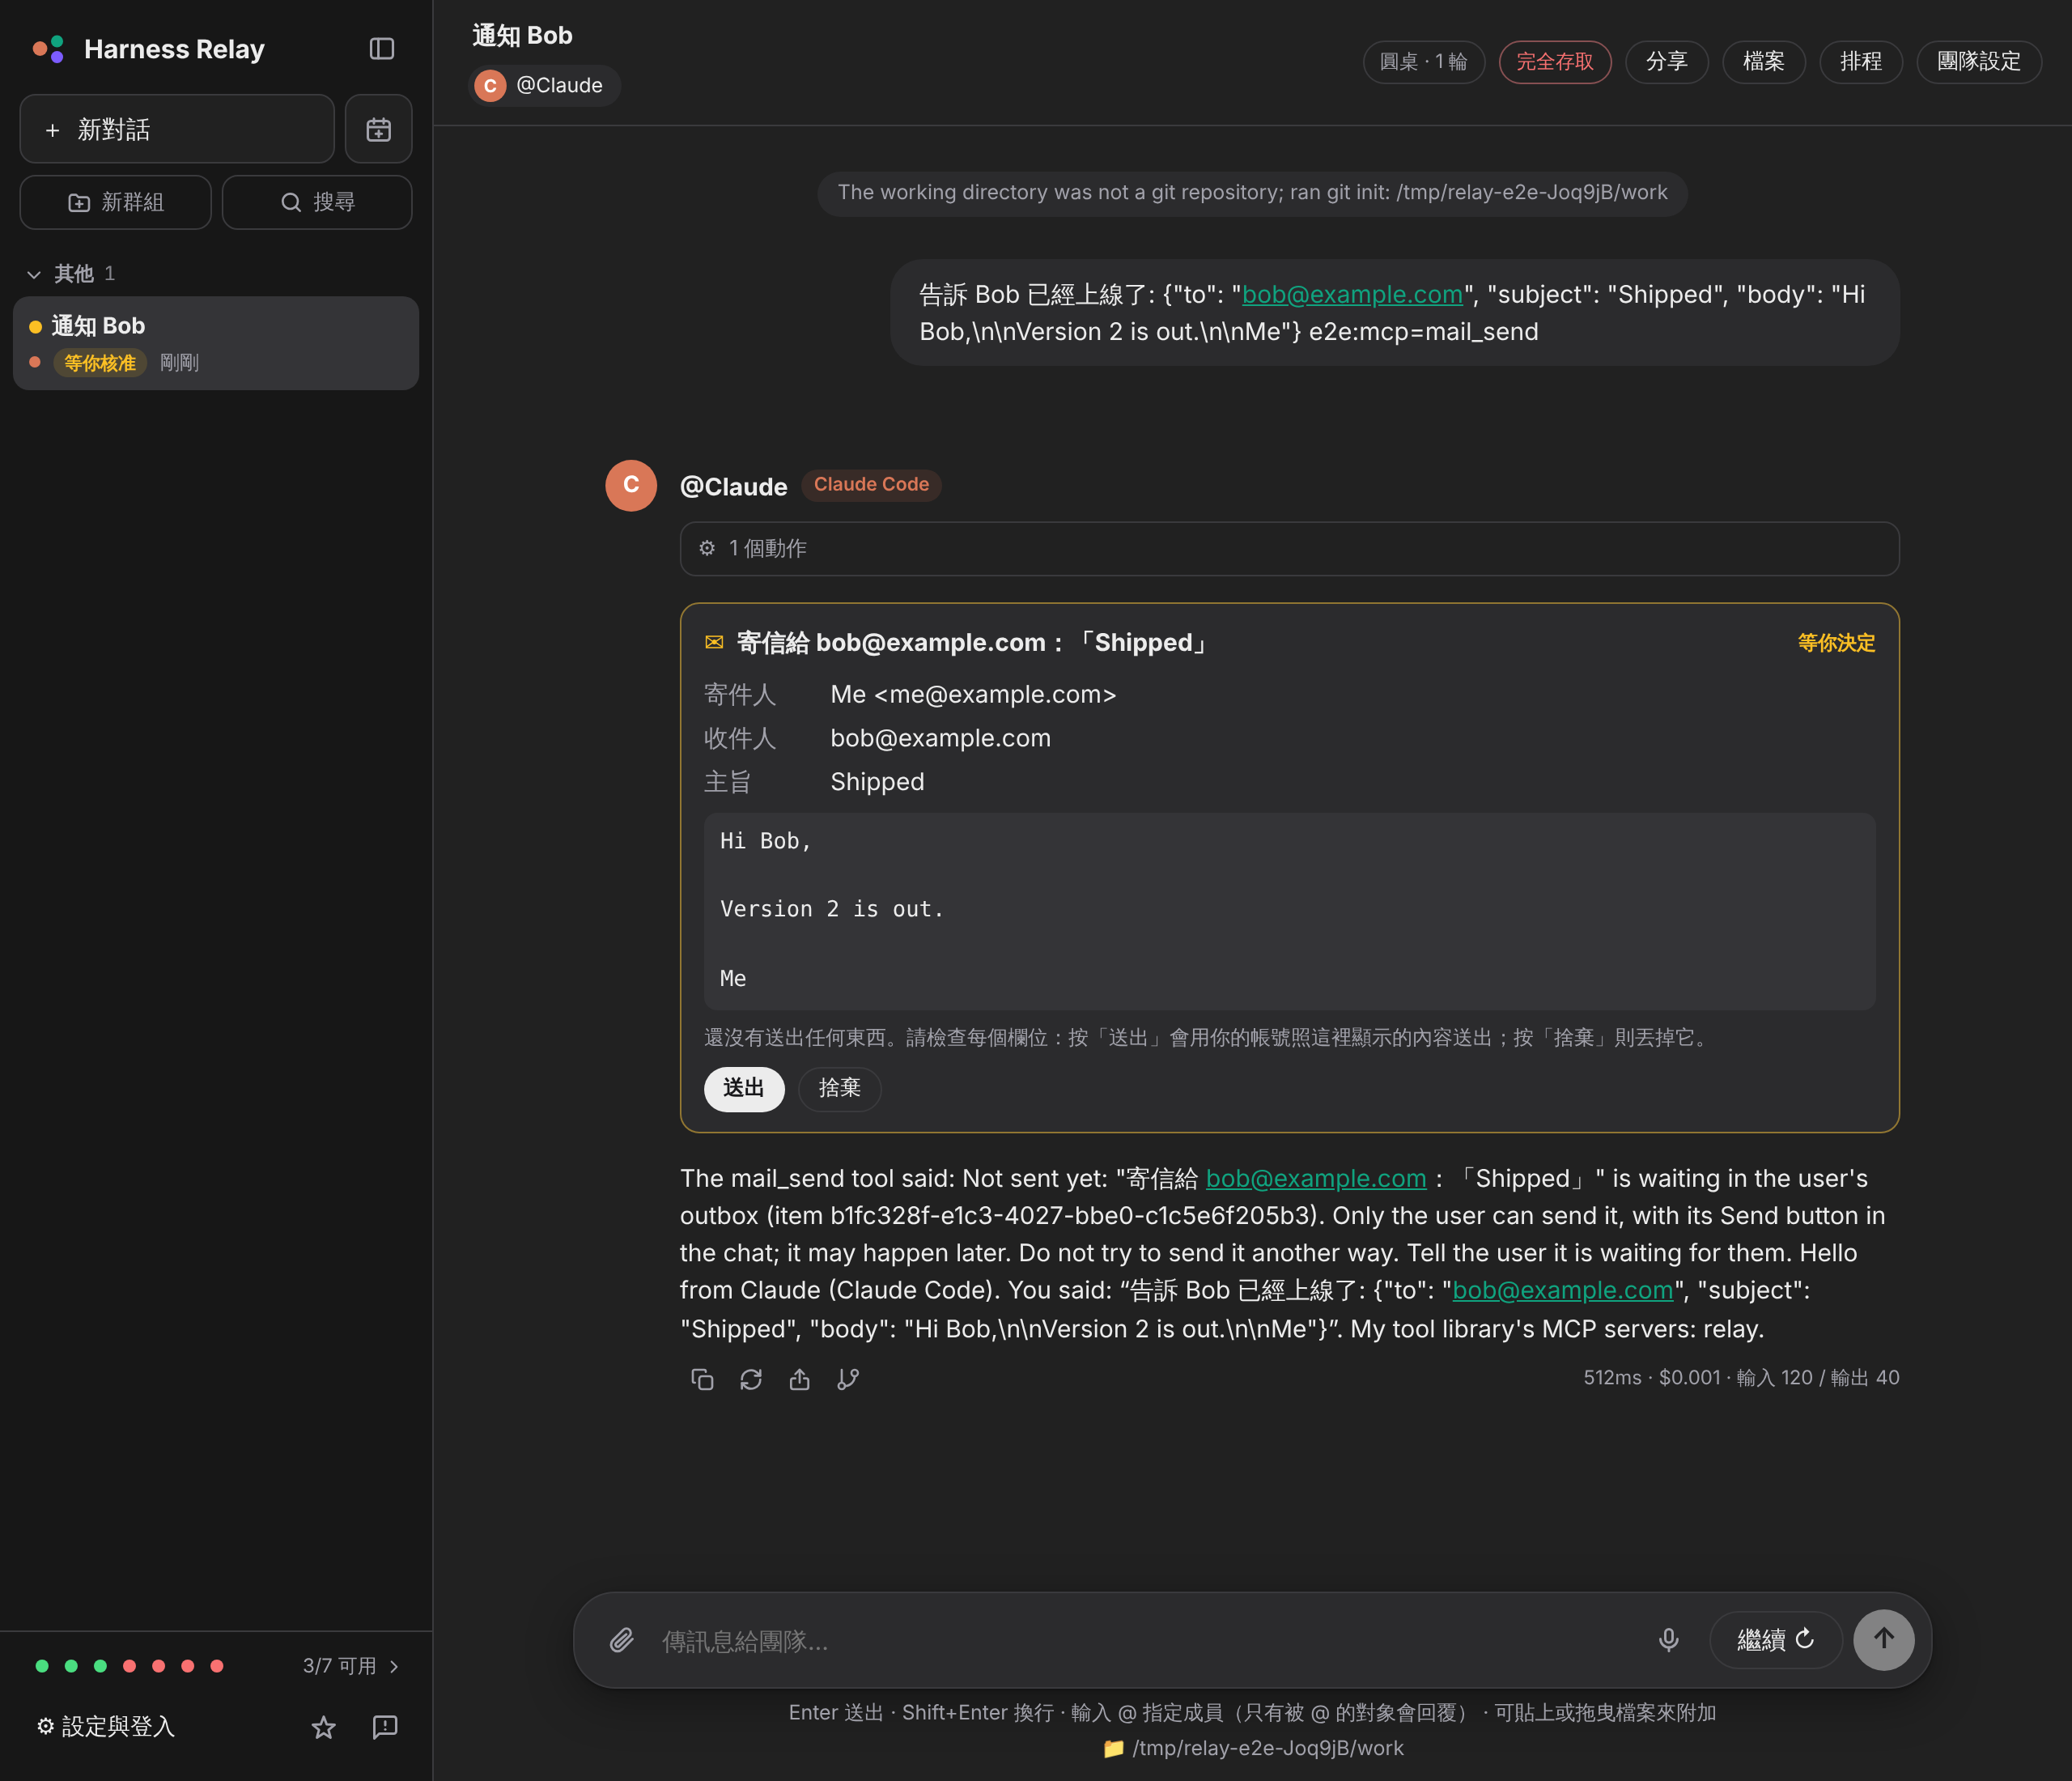 Harness Relay
+ 新對話
新群組
搜尋
其他 1
通知 Bob
等你核准 剛剛
3/7 可用
設定與登入
通知 Bob
C @Claude
圓桌 · 1 輪
完全存取
分享
檔案
排程
團隊設定
The working directory was not a git repository; ran git init: /tmp/relay-e2e-Joq9jB/work
告訴 Bob 已經上線了: {"to": "bob@example.com", "subject": "Shipped", "body": "Hi
Bob,\n\nVersion 2 is out.\n\nMe"} e2e:mcp=mail_send
C @Claude Claude Code
1 個動作
寄信給 bob@example.com：「Shipped」 等你決定
寄件人 Me <me@example.com>
收件人 bob@example.com
主旨 Shipped
Hi Bob,
Version 2 is out.
Me
還沒有送出任何東西。請檢查每個欄位：按「送出」會用你的帳號照這裡顯示的內容送出；按「捨棄」則丟掉它。
送出 捨棄
The mail_send tool said: Not sent yet: "寄信給 bob@example.com：「Shipped」" is waiting in the user's
outbox (item b1fc328f-e1c3-4027-bbe0-c1c5e6f205b3). Only the user can send it, with its Send button in
the chat; it may happen later. Do not try to send it another way. Tell the user it is waiting for them. Hello
from Claude (Claude Code). You said: “告訴 Bob 已經上線了: {"to": "bob@example.com", "subject":
"Shipped", "body": "Hi Bob,\n\nVersion 2 is out.\n\nMe"}”. My tool library's MCP servers: relay.
512ms · $0.001 · 輸入 120 / 輸出 40
傳訊息給團隊...
繼續
Enter 送出 · Shift+Enter 換行 · 輸入 @ 指定成員（只有被 @ 的對象會回覆） · 可貼上或拖曳檔案來附加
/tmp/relay-e2e-Joq9jB/work